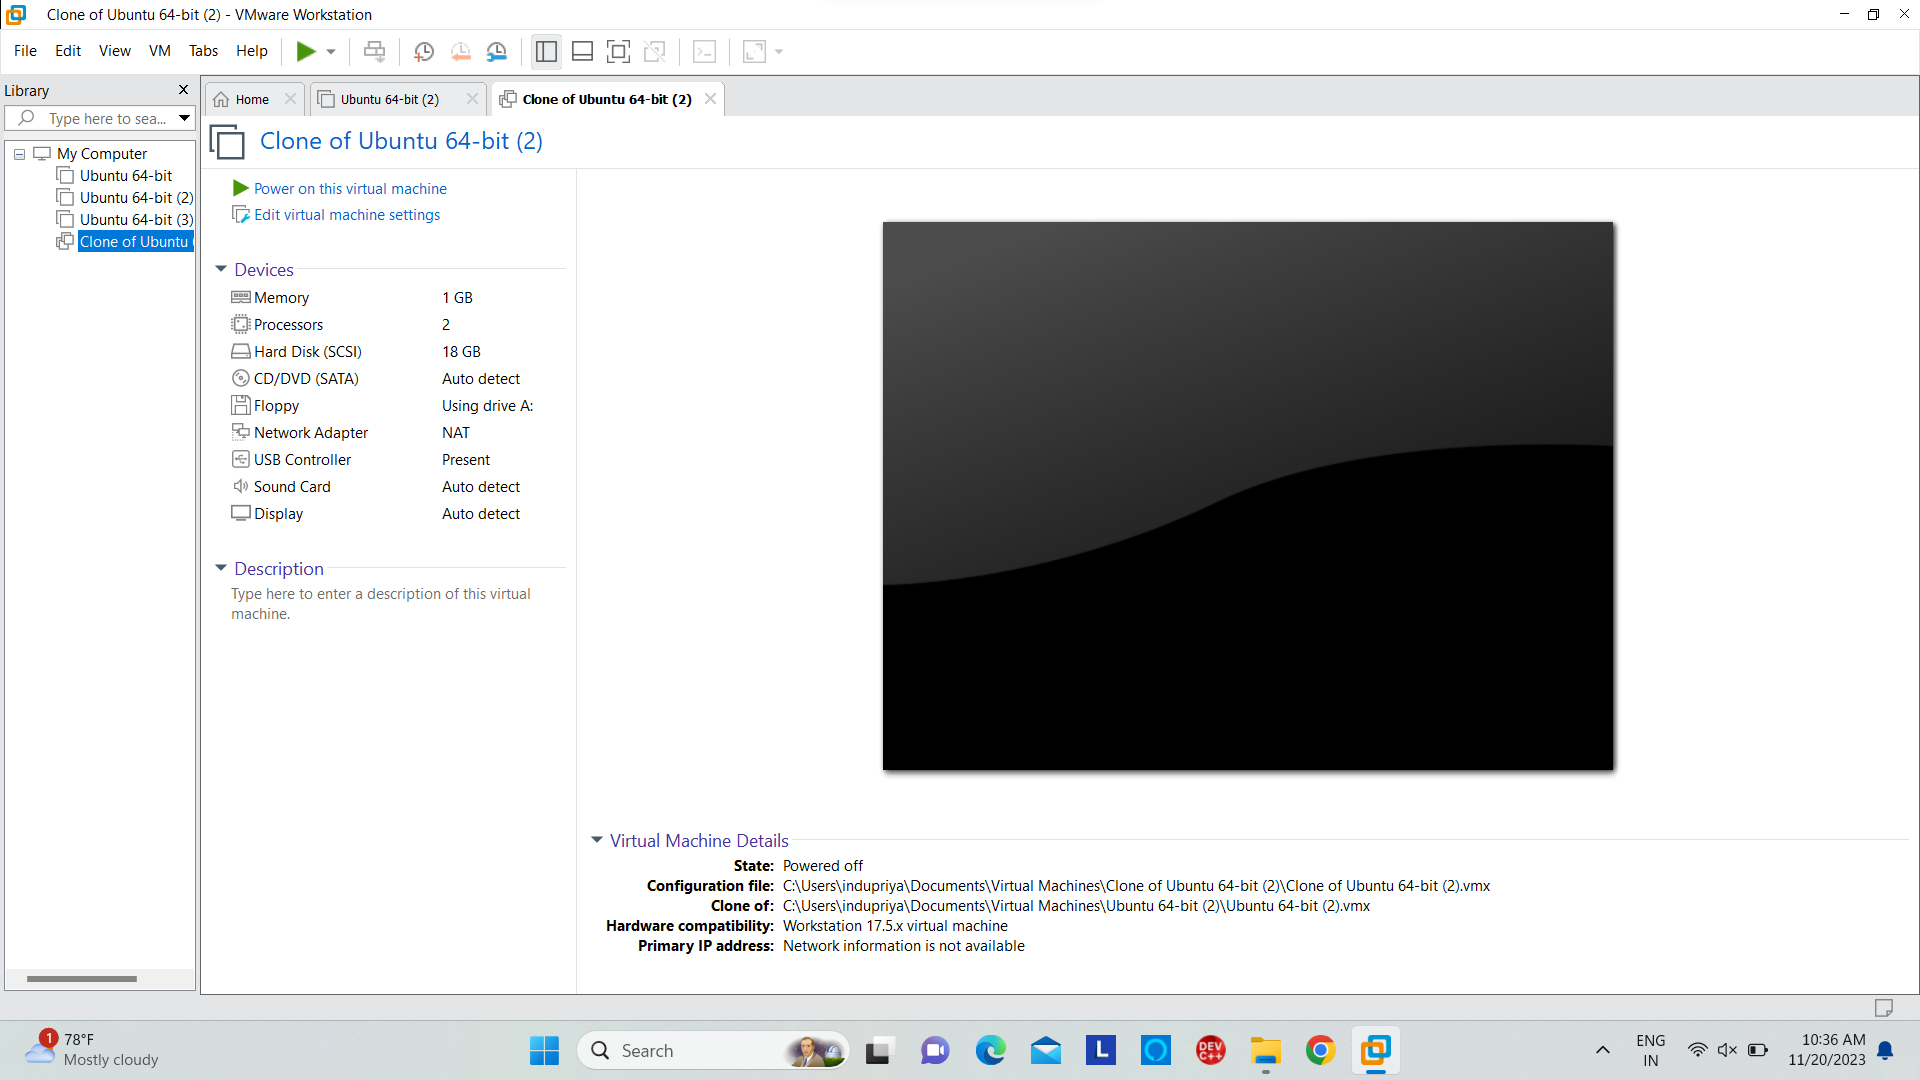 Clone of Ubuntu 64-bit (2) - VMware Workstation
File Edit View VM Tabs Help
Library
Type here to sea...
Home
Ubuntu 64-bit (2)
Clone of Ubuntu 64-bit (2)
My Computer
Ubuntu 64-bit
Ubuntu 64-bit (2)
Ubuntu 64-bit (3)
Clone of Ubuntu
Clone of Ubuntu 64-bit (2)
Power on this virtual machine
Edit virtual machine settings
Devices
Memory 1 GB
Processors 2
Hard Disk (SCSI) 18 GB
CD/DVD (SATA) Auto detect
Floppy Using drive A:
Network Adapter NAT
USB Controller Present
Sound Card Auto detect
Display Auto detect
Description
Type here to enter a description of this virtual
machine.
Virtual Machine Details
State: Powered off
Configuration file: C:\Users\indupriya\Documents\Virtual Machines\Clone of Ubuntu 64-bit (2)\Clone of Ubuntu 64-bit (2).vmx
Clone of: C:\Users\indupriya\Documents\Virtual Machines\Ubuntu 64-bit (2)\Ubuntu 64-bit (2).vmx
Hardware compatibility: Workstation 17.5.x virtual machine
Primary IP address: Network information is not available
1
78°F
Mostly cloudy
Search
L
DEV
C++
ENG
IN
10:36 AM
11/20/2023